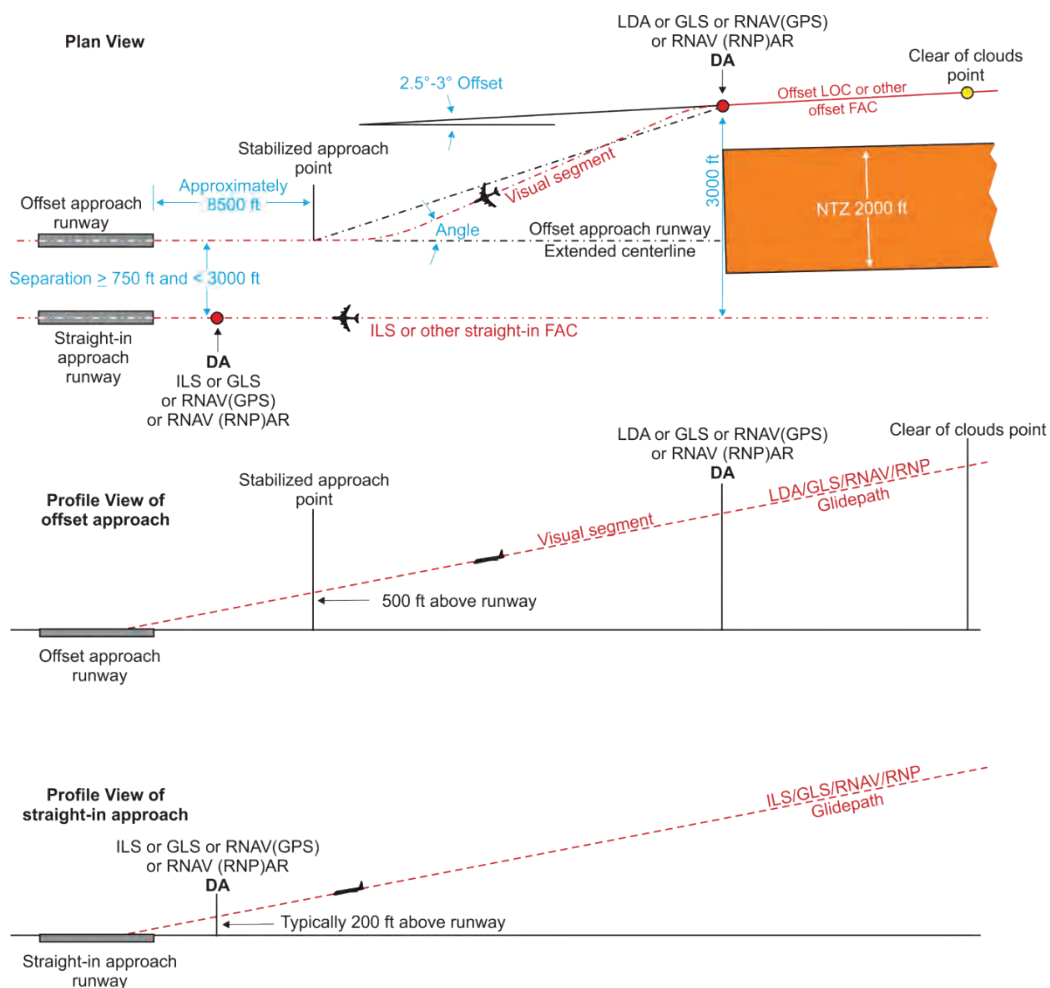 Plan View
LDA or GLS or RNAV(GPS)
or RNAV (RNP)AR
DA
Clear of clouds
point
2.5°-3° Offset
Offset LOC or other
offset FAC
Stabilized approach
point
Approximately
8500 ft
Offset approach
runway
Visual segment
3000 ft
NTZ 2000 ft
Angle
Offset approach runway
Extended centerline
Separation ≥ 750 ft and < 3000 ft
ILS or other straight-in FAC
Straight-in
approach
runway
DA
ILS or GLS
or RNAV(GPS)
or RNAV (RNP)AR
LDA or GLS or RNAV(GPS)
or RNAV (RNP)AR
DA
Clear of clouds point
Stabilized approach
point
Profile View of
offset approach
LDA/GLS/RNAV/RNP
Glidepath
Visual segment
500 ft above runway
Offset approach
runway
Profile View of
straight-in approach
ILS/GLS/RNAV/RNP
Glidepath
ILS or GLS or RNAV(GPS)
or RNAV (RNP)AR
DA
Typically 200 ft above runway
Straight-in approach
runway